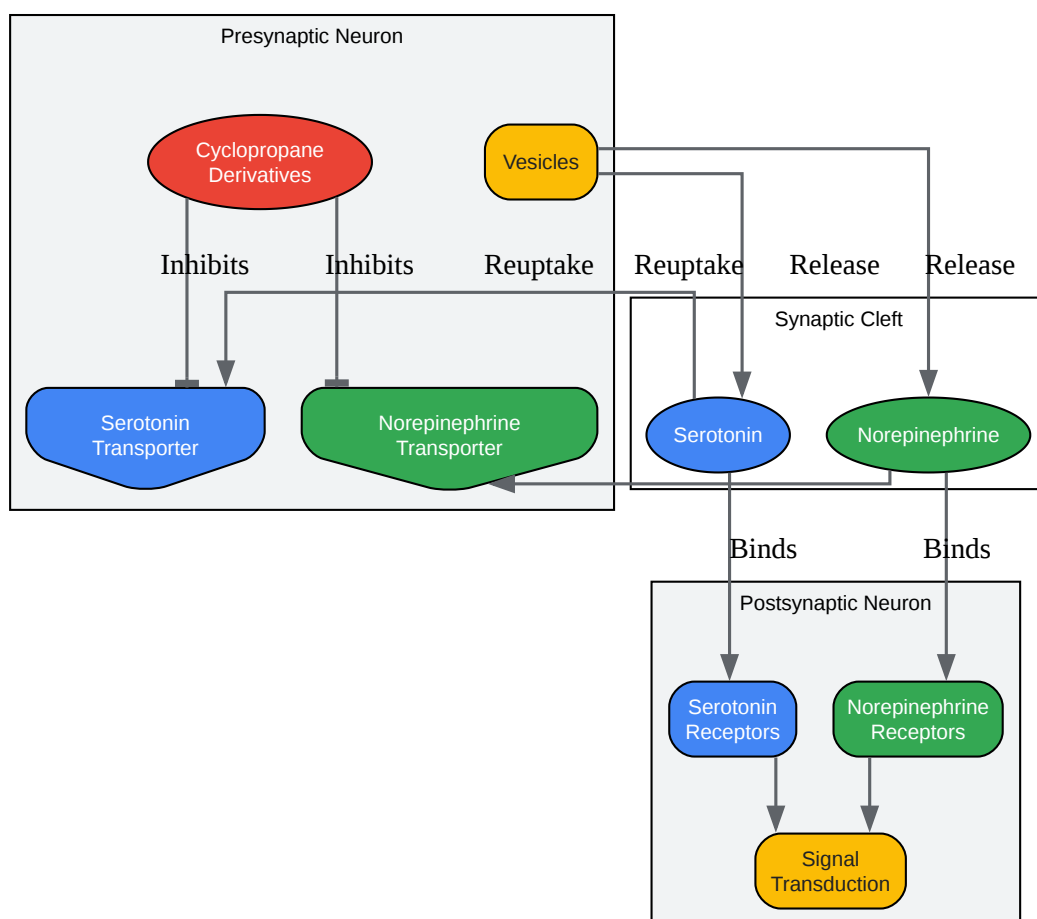 Presynaptic Neuron
Cyclopropane
Derivatives
Vesicles
Inhibits
Inhibits
Reuptake
Reuptake
Release
Release
Synaptic Cleft
Serotonin
Transporter
Norepinephrine
Transporter
Serotonin
Norepinephrine
Binds
Binds
Postsynaptic Neuron
Serotonin
Receptors
Norepinephrine
Receptors
Signal
Transduction